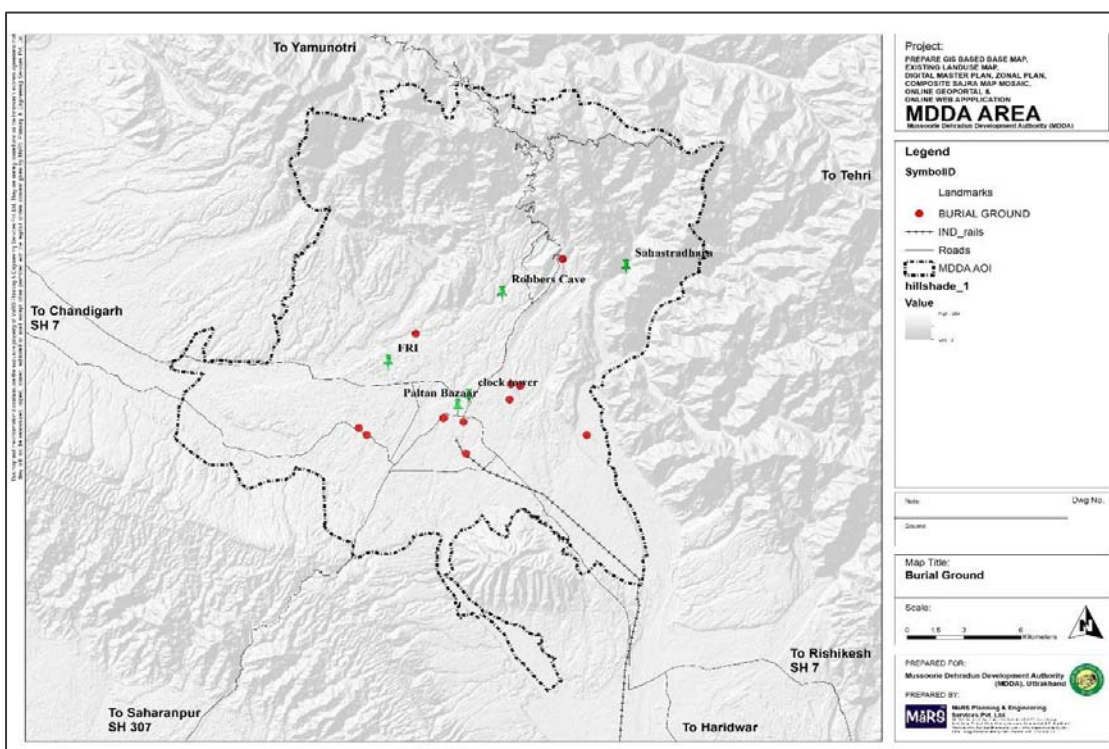 To Yamunotri
To Tehri
Sahastradhara
Robbers Cave
To Chandigarh
SH 7
FRI
clock tower
Paltan Bazaar
To Rishikesh
SH 7
To Saharanpur
SH 307
To Haridwar
Project:
PREPARE GIS BASED BASE MAP,
EXISTING LANDUSE MAP,
DIGITAL MASTER PLAN, ZONAL PLAN,
COMPOSITE SAJRA MAP MOSAIC,
ONLINE GEOPORTAL &
ONLINE WEB APPPLICATION
MDDA AREA
Mussoorie Dehradun Development Authority (MDDA)
Legend
SymbolID
Landmarks
BURIAL GROUND
IND_rails
Roads
MDDA AOI
hillshade_1
Value
Note:
Dwg No.
Source:
Map Title:
Burial Ground
Scale:
0 1.5 3 6
Kilometers
N
PREPARED FOR:
Mussoorie Dehradun Development Authority
(MDDA), Uttrakhand
PREPARED BY:
MaRS
MaRS Planning & Engineering
Services Pvt. Ltd.